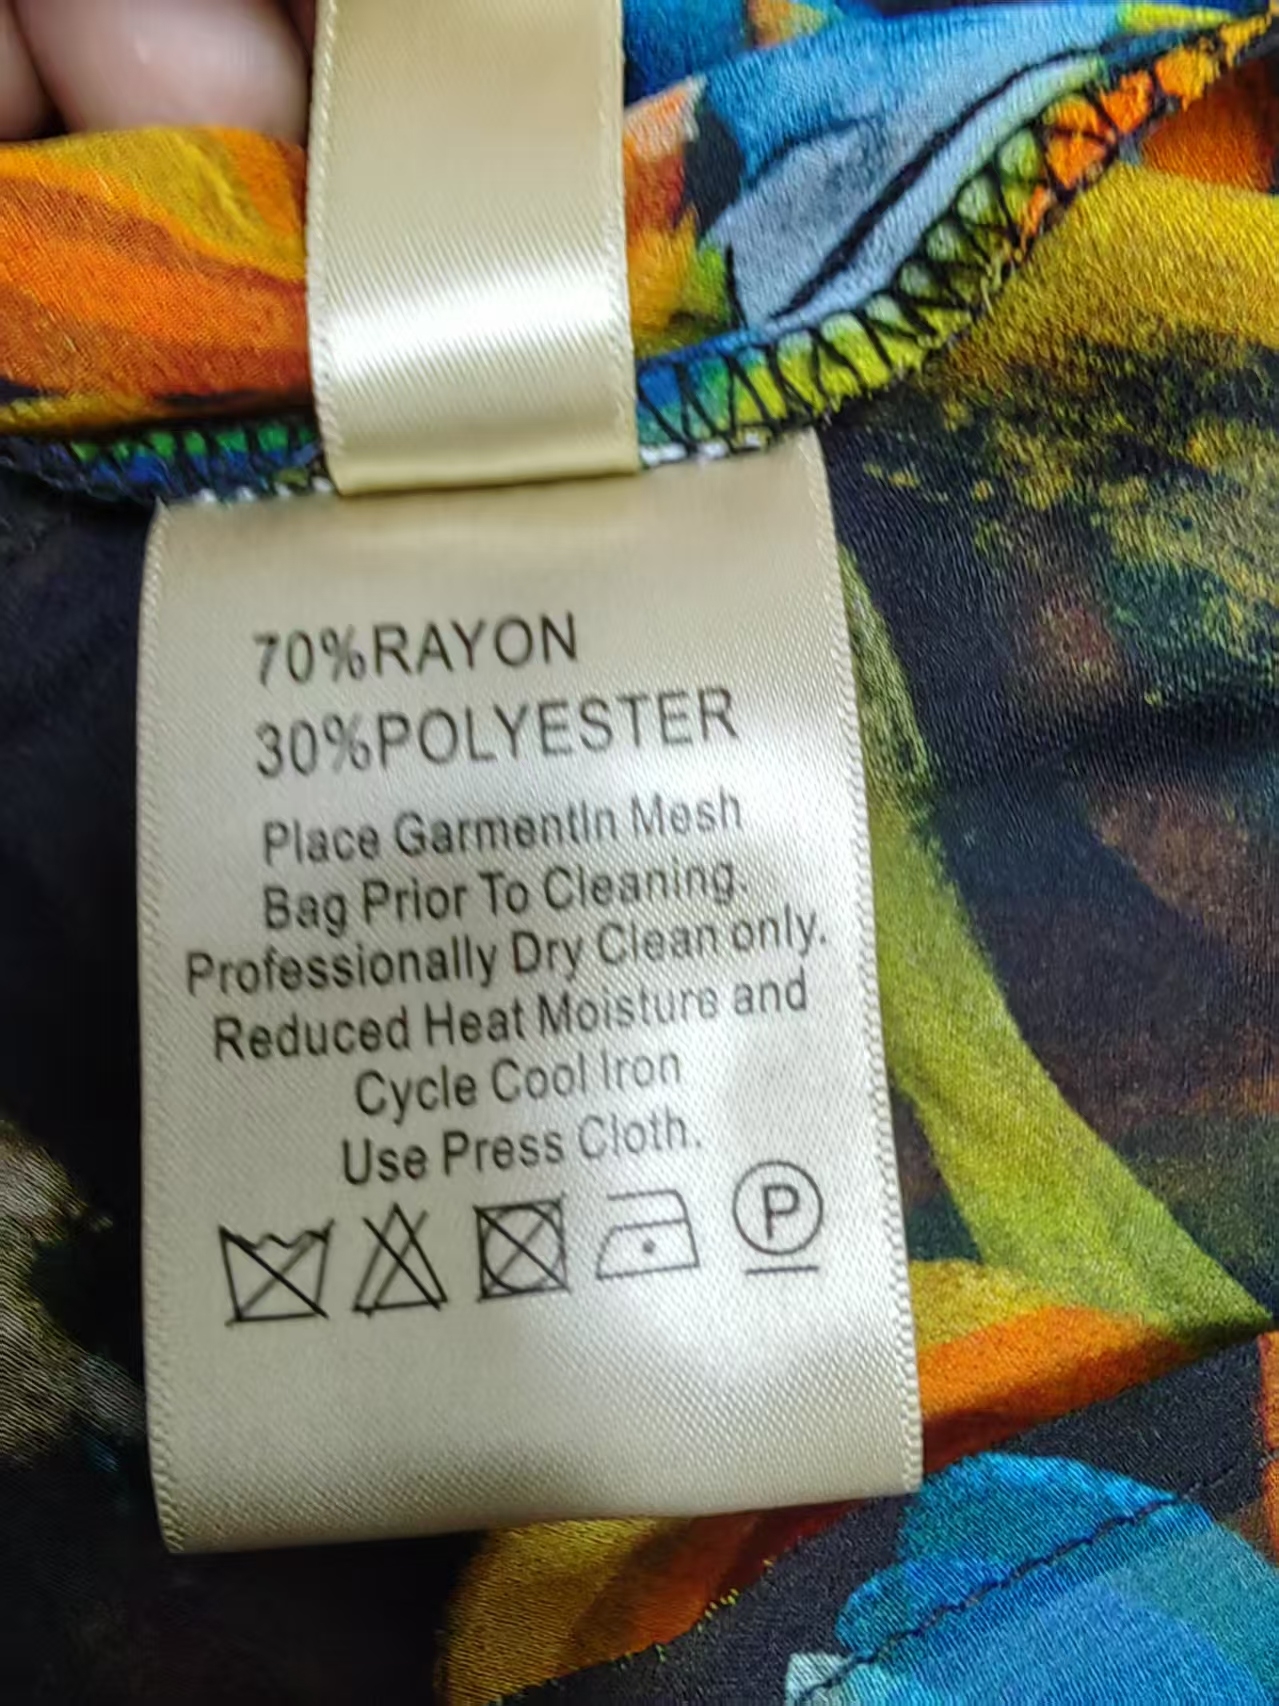 70%RAYON
30%POLYESTER
Place GarmentIn Mesh
Bag Prior To Cleaning.
Professionally Dry Clean only.
Reduced Heat Moisture and
Cycle Cool Iron
Use Press Cloth.
P